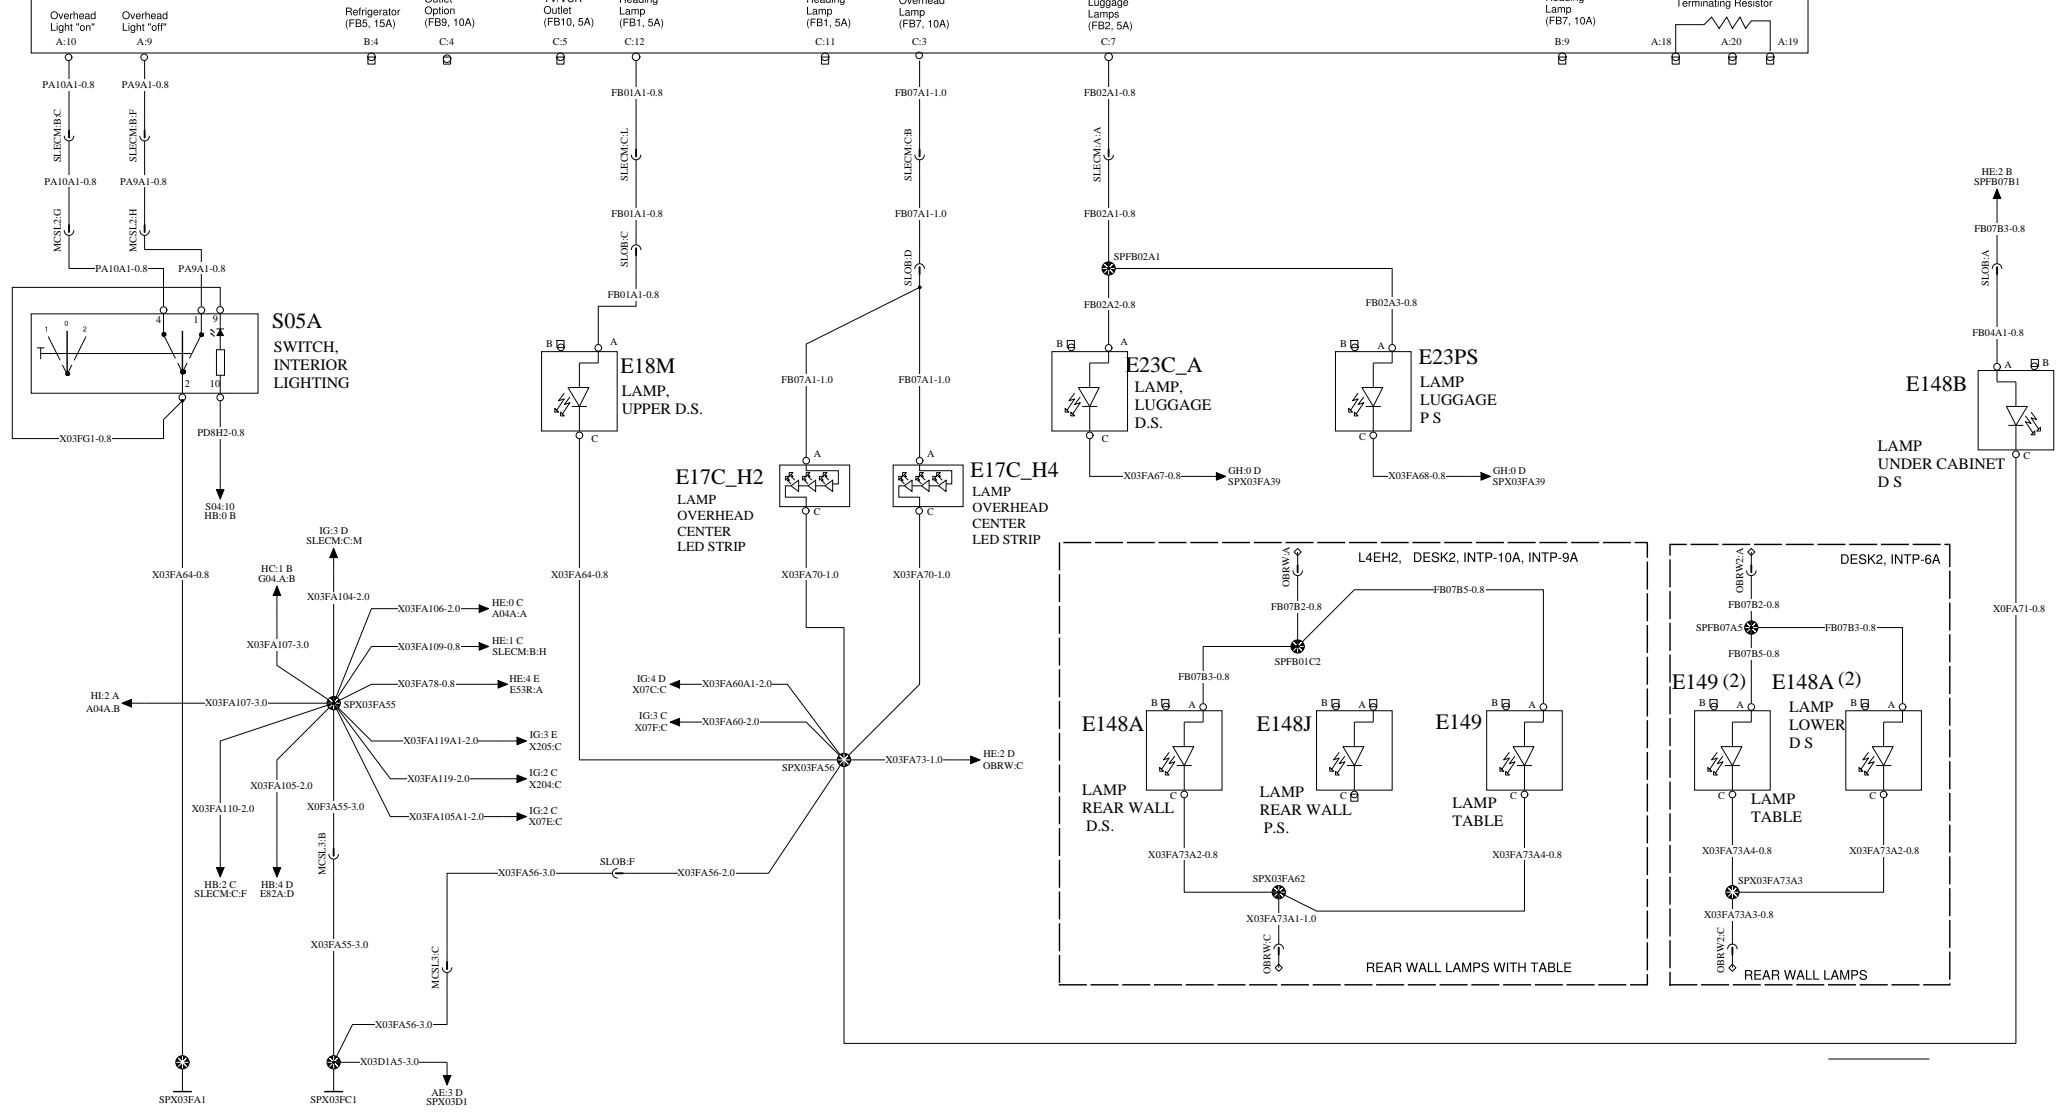 Overhead
Light "on"
A:10
Overhead
Light "off"
A:9
Refrigerator
(FB5, 15A)
B:4
Option
(FB9, 10A)
C:4
Outlet
(FB10, 5A)
C:5
Lamp
(FB1, 5A)
C:12
Lamp
(FB1, 5A)
C:11
Lamp
(FB7, 10A)
C:3
Luggage
Lamps
(FB2, 5A)
C:7
Lamp
(FB7, 10A)
B:9
Terminating Resistor
A:18
A:20
A:19
PA10A1-0.8
PA9A1-0.8
FB01A1-0.8
FB07A1-1.0
FB02A1-0.8
SLECM:B:C
SLECM:B:F
SLECM:C:L
SLECM:C:B
SLECM:A:A
PA10A1-0.8
PA9A1-0.8
FB01A1-0.8
FB07A1-1.0
FB02A1-0.8
HE:2 B
SPFB07B1
FB07B3-0.8
SLOB:A
FB04A1-0.8
MCSL2:G
MCSL2:H
SLOB:C
SLOB:D
SPFB02A1
PA10A1-0.8
PA9A1-0.8
FB01A1-0.8
FB02A2-0.8
FB02A3-0.8
4
1
9
1
0
2
2
10
S05A
SWITCH,
INTERIOR
LIGHTING
B
A
C
E18M
LAMP,
UPPER D.S.
FB07A1-1.0
FB07A1-1.0
B
A
C
E23C_A
LAMP,
LUGGAGE
D.S.
B
A
C
E23PS
LAMP
LUGGAGE
P S
A
B
C
E148B
LAMP
UNDER CABINET
D S
X03FG1-0.8
PD8H2-0.8
S04:10
HB:0 B
A
C
E17C_H2
LAMP
OVERHEAD
CENTER
LED STRIP
A
C
E17C_H4
LAMP
OVERHEAD
CENTER
LED STRIP
X03FA67-0.8
GH:0 D
SPX03FA39
X03FA68-0.8
GH:0 D
SPX03FA39
X03FA64-0.8
IG:3 D
SLECM:C:M
HC:1 B
G04.A:B
X03FA104-2.0
X03FA107-3.0
X03FA106-2.0
HE:0 C
A04A:A
X03FA109-0.8
HE:1 C
SLECM:B:H
X03FA78-0.8
HE:4 E
E53R:A
HI:2 A
A04A.B
X03FA107-3.0
SPX03FA55
X03FA119A1-2.0
IG:3 E
X205:C
X03FA119-2.0
IG:2 C
X204:C
X03FA105A1-2.0
IG:2 C
X07E:C
X03FA105-2.0
X03FA110-2.0
X0F3A55-3.0
MCSL3:B
HB:2 C
SLECM:C:F
HB:4 D
E82A:D
X03FA55-3.0
X03FA64-0.8
X03FA70-1.0
X03FA70-1.0
IG:4 D
X07C:C
X03FA60A1-2.0
IG:3 C
X07F:C
X03FA60-2.0
SPX03FA56
X03FA73-1.0
HE:2 D
OBRW:C
X03FA56-3.0
SLOB:F
X03FA56-2.0
MCSL3:C
X03FA56-3.0
X03D1A5-3.0
AE:3 D
SPX03D1
SPX03FA1
SPX03FC1
L4EH2, DESK2, INTP-10A, INTP-9A
OBRW:A
FB07B2-0.8
FB07B5-0.8
SPFB01C2
FB07B3-0.8
B
A
C
E148A
LAMP
REAR WALL
D.S.
B
A
C
E148J
LAMP
REAR WALL
P.S.
B
A
C
E149
LAMP
TABLE
X03FA73A2-0.8
X03FA73A4-0.8
SPX03FA62
X03FA73A1-1.0
OBRW:C
REAR WALL LAMPS WITH TABLE
DESK2, INTP-6A
OBRW2:A
FB07B2-0.8
SPFB07A5
FB07B3-0.8
FB07B5-0.8
E149 (2)
B
A
C
LAMP
TABLE
E148A (2)
LAMP
LOWER
D S
B
A
C
X03FA73A4-0.8
X03FA73A2-0.8
SPX03FA73A3
X03FA73A3-0.8
OBRW2:C
REAR WALL LAMPS
X0FA71-0.8